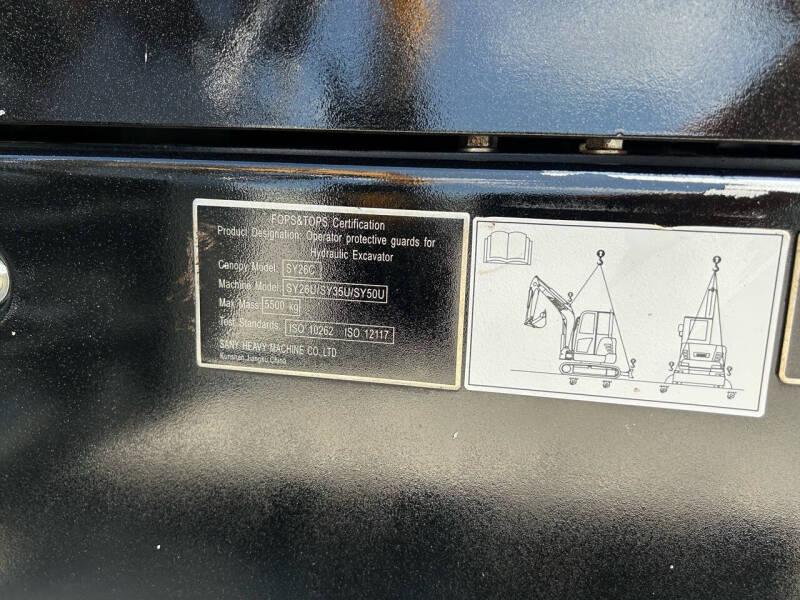 FOPS&TOPS Certification
Product Designation: Operator protective guards for
Hydraulic Excavator
Canopy Model: SY26C
Machine Model: SY26U/SY35U/SY50U
Max Mass: 5500 kg
Test Standards: ISO 10262 ISO 12117
SANY HEAVY MACHINE CO., LTD
Kunshan Jiangsu China